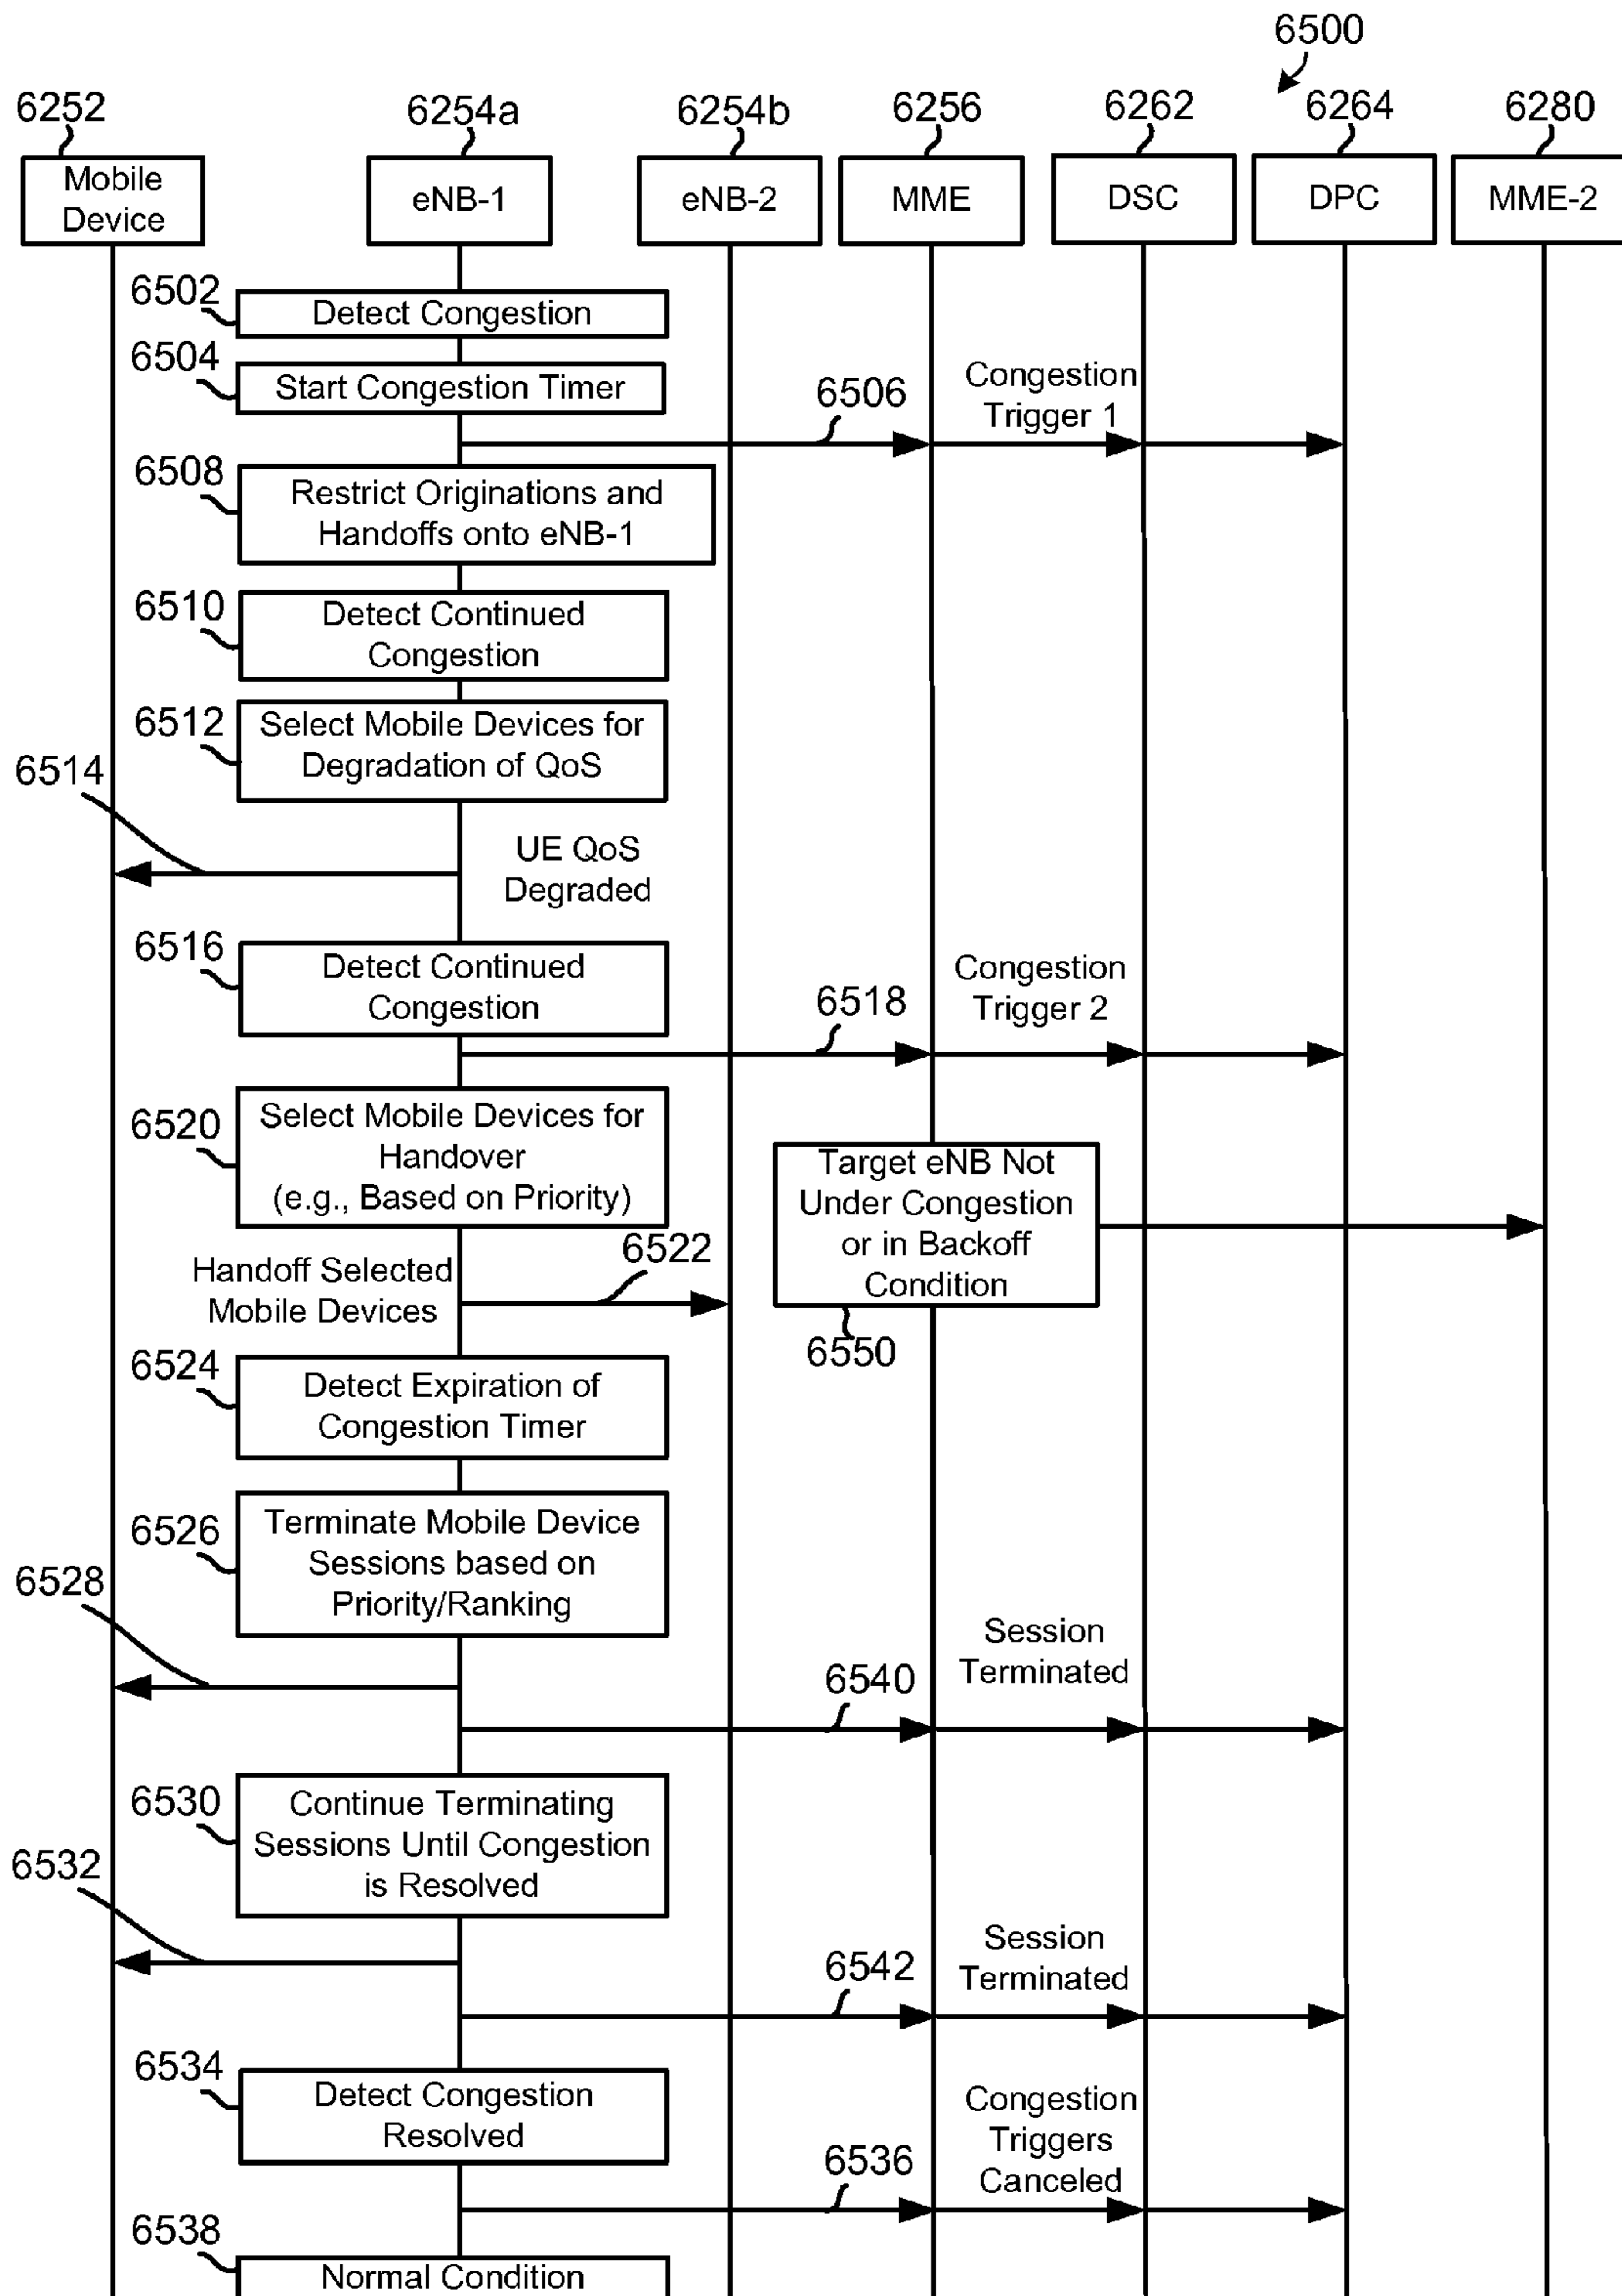 6500
6252
6254a
6254b
6256
6262
6264
6280
Mobile
Device
eNB-1
eNB-2
MME
DSC
DPC
MME-2
6502
Detect Congestion
6504
Start Congestion Timer
6506
Congestion
Trigger 1
6508
Restrict Originations and
Handoffs onto eNB-1
6510
Detect Continued
Congestion
6512
Select Mobile Devices for
Degradation of QoS
6514
UE QoS
Degraded
6516
Detect Continued
Congestion
6518
Congestion
Trigger 2
6520
Select Mobile Devices for
Handover
(e.g., Based on Priority)
Target eNB Not
Under Congestion
or in Backoff
Condition
6550
6522
Handoff Selected
Mobile Devices
6524
Detect Expiration of
Congestion Timer
6526
Terminate Mobile Device
Sessions based on
Priority/Ranking
6528
6540
Session
Terminated
6530
Continue Terminating
Sessions Until Congestion
is Resolved
6532
6542
Session
Terminated
6534
Detect Congestion
Resolved
6536
Congestion
Triggers
Canceled
6538
Normal Condition